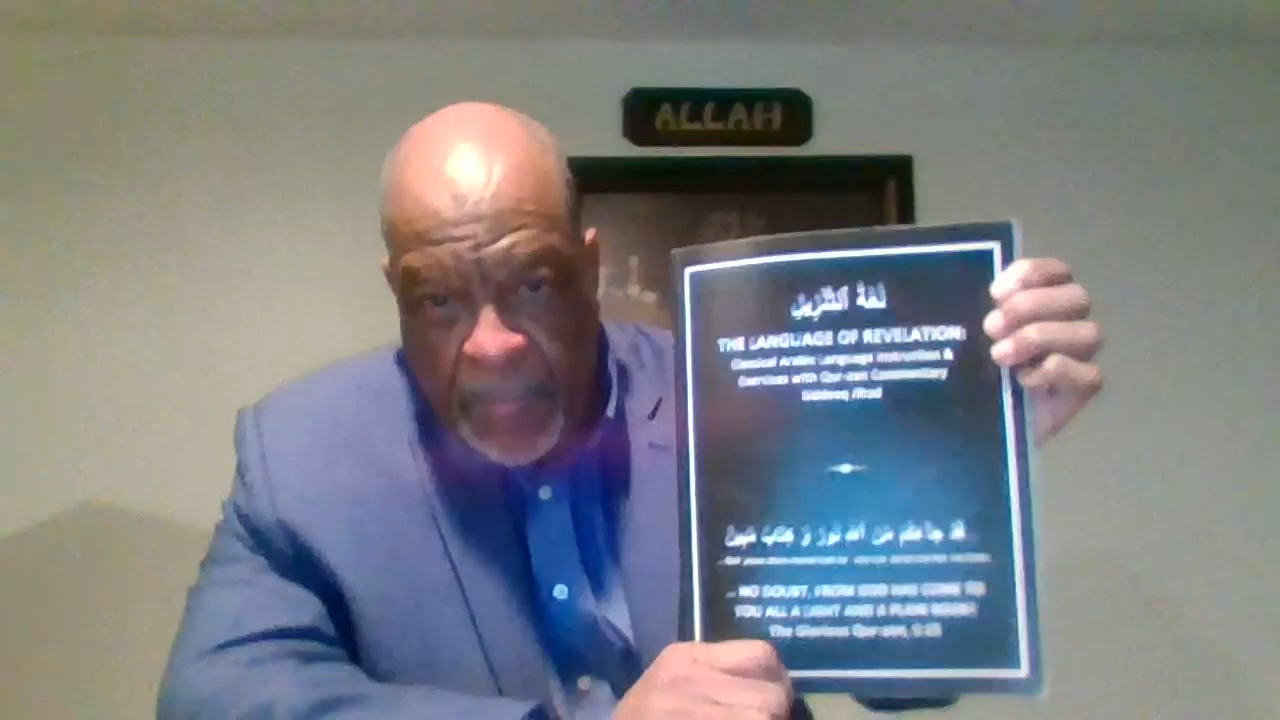 ALLAH
لغة التنزيل
THE LANGUAGE OF REVELATION:
Classical Arabic Language Instruction &
Exercises with Qur-aan Commentary
قد جاءكم من الله نور و كتاب مبين
... NO DOUBT, FROM GOD HAS COME TO
YOU ALL A LIGHT AND A PLAIN BOOK!
The Glorious Qur-aan, 5:15